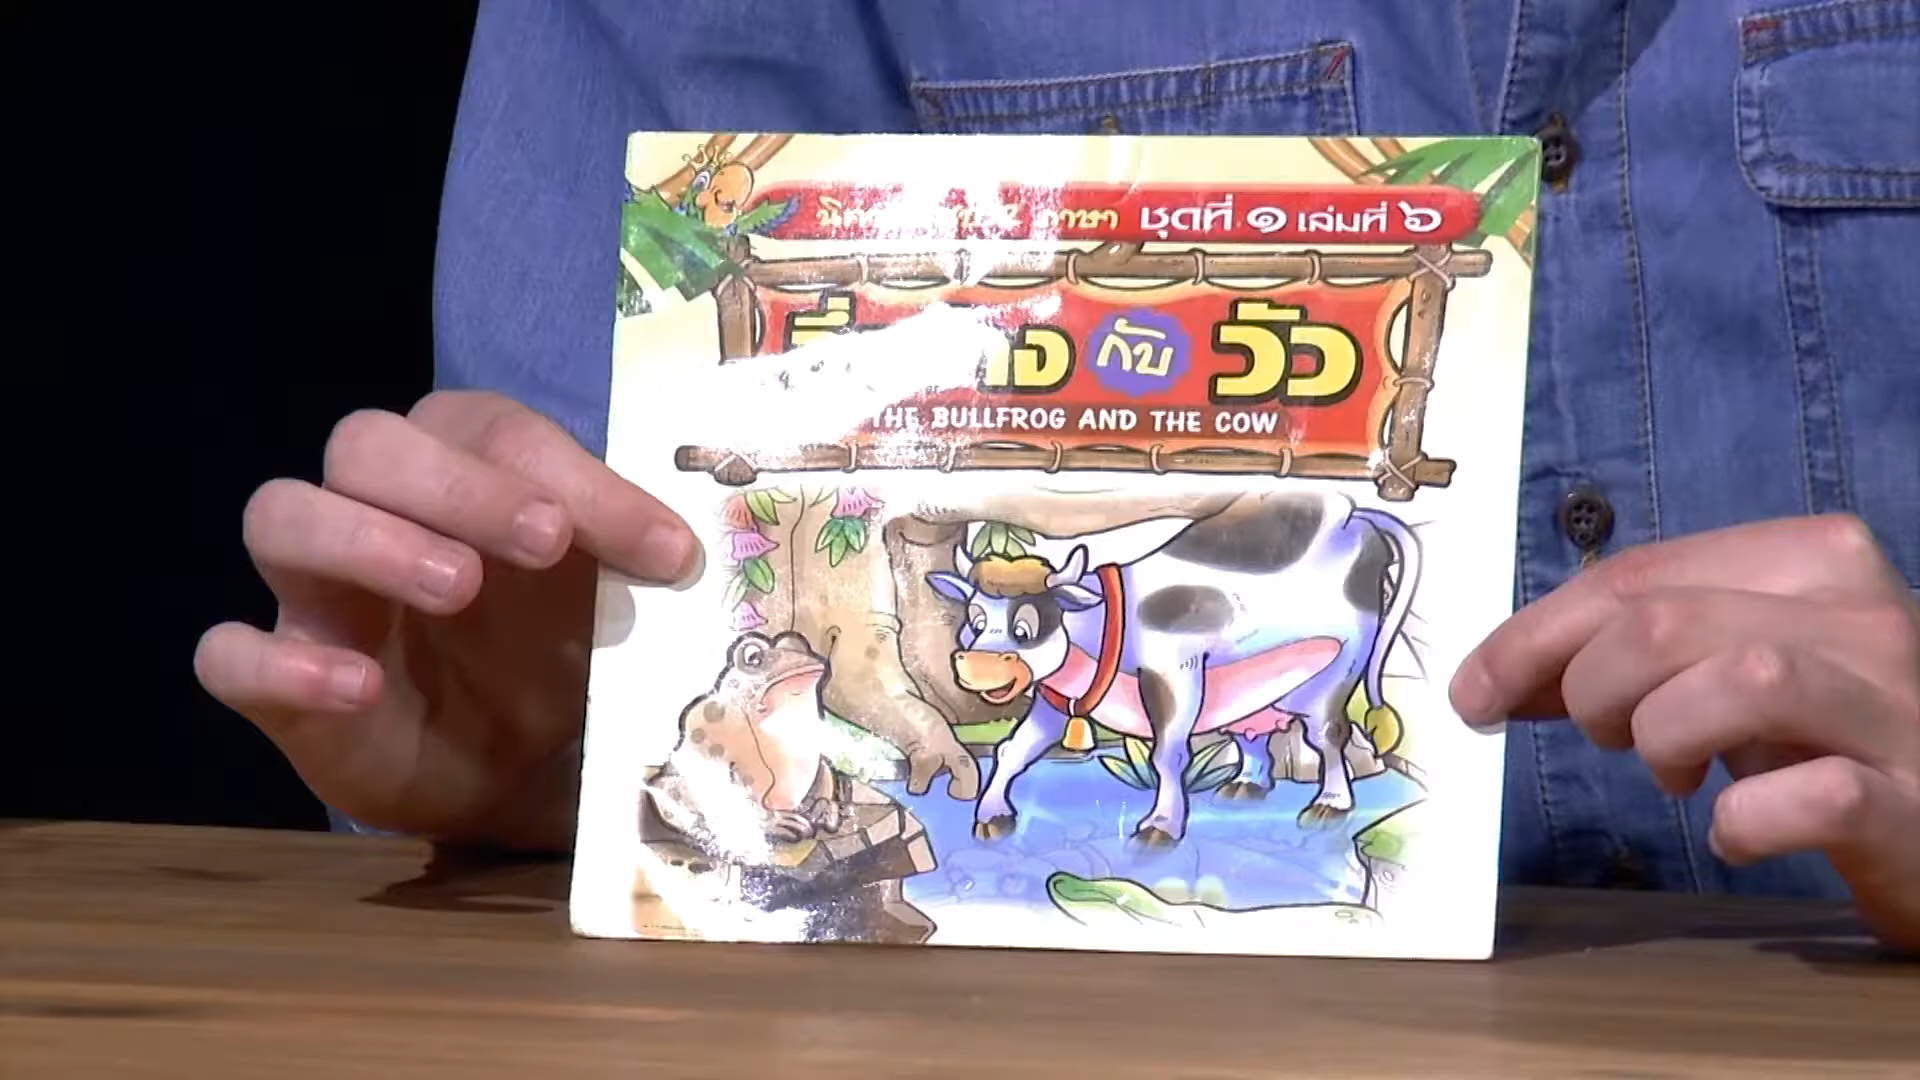 ภาษา ชุดที่ ๑ เล่มที่ ๖
กับ วัว
THE BULLFROG AND THE COW